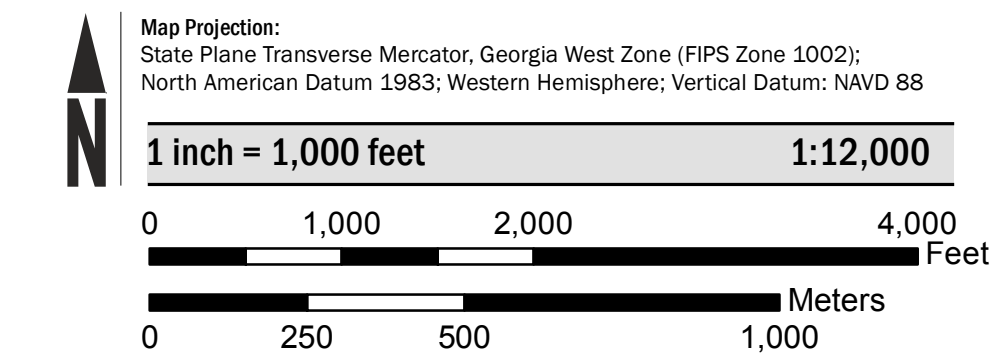 N
Map Projection:
State Plane Transverse Mercator, Georgia West Zone (FIPS Zone 1002);
North American Datum 1983; Western Hemisphere; Vertical Datum: NAVD 88
1 inch = 1,000 feet 1:12,000
0 1,000 2,000 4,000
Feet
Meters
0 250 500 1,000